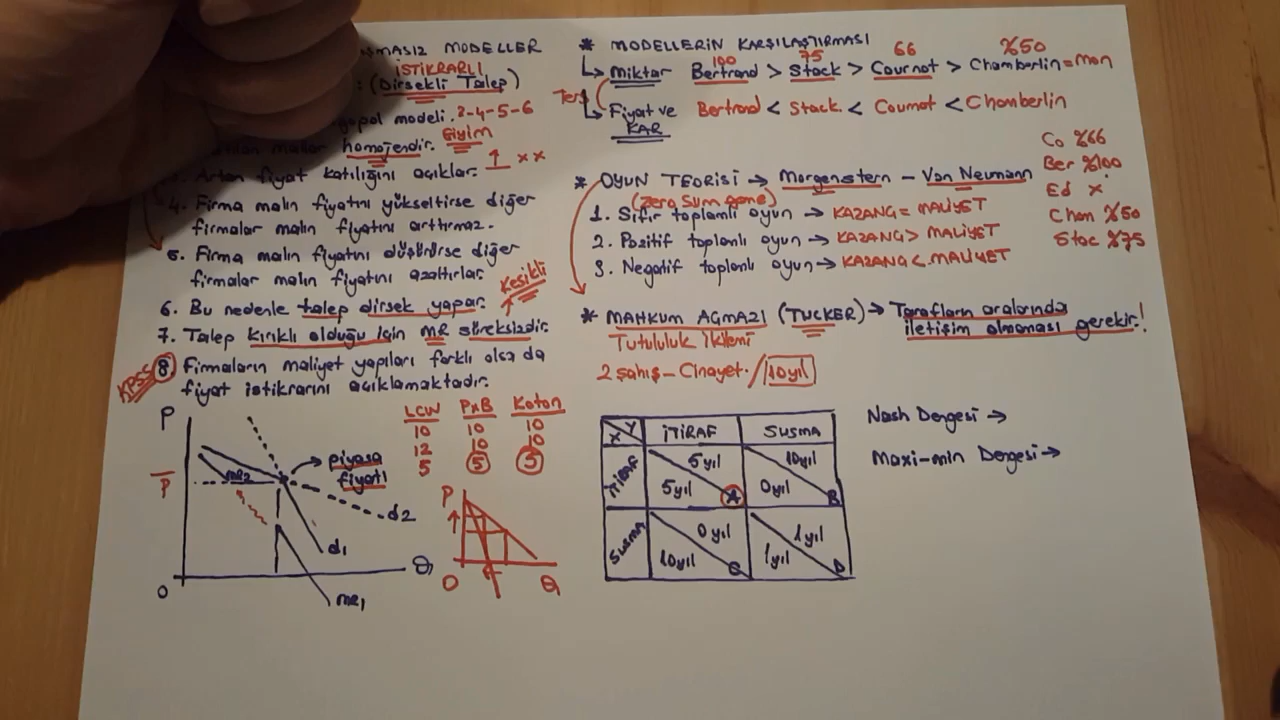 MASIZ MODELLER
İSTİKRARLI
: (Dirsekli Talep)
modeli. 2-4-5-6
Giyim
homojendir.
Artan fiyat katılığını açıklar. ↑ x x
4. Firma malın fiyatını yükseltirse diğer
firmalar malın fiyatını arttırmaz.
5. Firma malın fiyatını düşürürse diğer
firmalar malın fiyatını azaltırlar.
Kesikli
6. Bu nedenle talep dirsek yapar.
7. Talep kırıklı olduğu için MR süreksizdir.
KPSS 8. Firmaların maliyet yapıları farklı olsa da
fiyat istikrarını açıklamaktadır.
LCW P&B Koton
10 10 10
12 10 10
5 5 5
P
P
MR2
piyasa
fiyatı
d2
d1
MR1
Q
0
P
0 Q
* MODELLERİN KARŞILAŞTIRMASI
100 75 66 %50
Miktar Bertrand > Stack > Cournot > Chamberlin = Mon
Ters
Fiyat ve Bertrand < Stack. < Cournot < Chamberlin
KAR
Co %66
Ber %100
Ed x
Cham %50
Stac %75
* OYUN TEORİSİ → Morgenstern - Von Neumann
(Zero sum game)
1. Sıfır toplamlı oyun → KAZANÇ = MALİYET
2. Pozitif toplamlı oyun → KAZANÇ > MALİYET
3. Negatif toplamlı oyun → KAZANÇ < MALİYET
* MAHKUM AÇMAZI (TUCKER) → Tarafların aralarında
iletişim olmaması gerekir!
Tutukluluk İkilemi
2 şahıs - Cinayet. / 10 yıl
X Y İTİRAF SUSMA
İTİRAF 5 yıl 5 yıl A 10 yıl 0 yıl B
SUSMA 0 yıl 10 yıl C 1 yıl 1 yıl D
Nash Dengesi →
Maxi-min Dengesi →